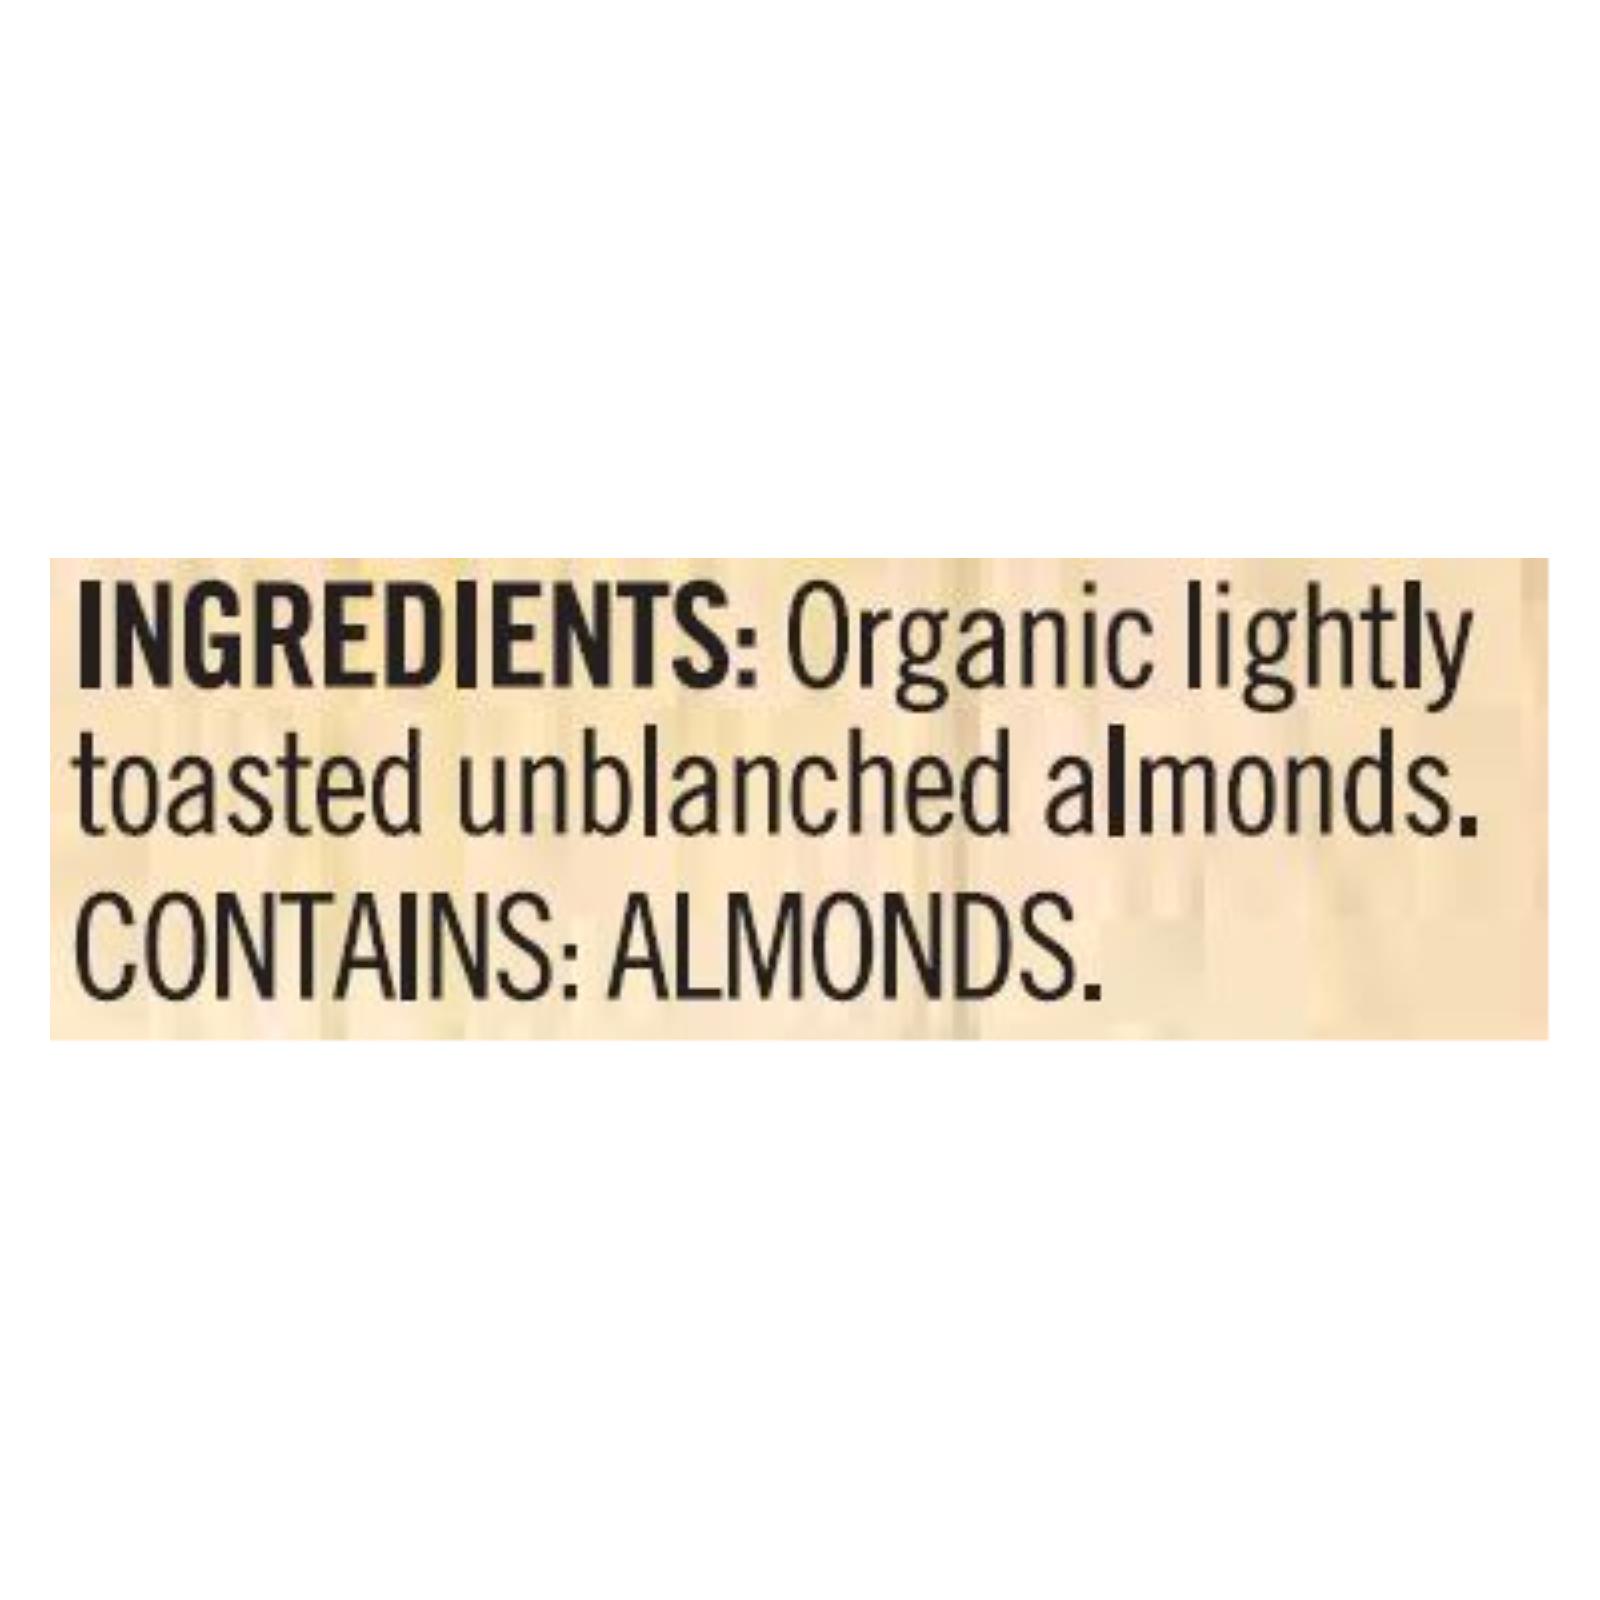 INGREDIENTS: Organic lightly
toasted unblanched almonds.
CONTAINS: ALMONDS.